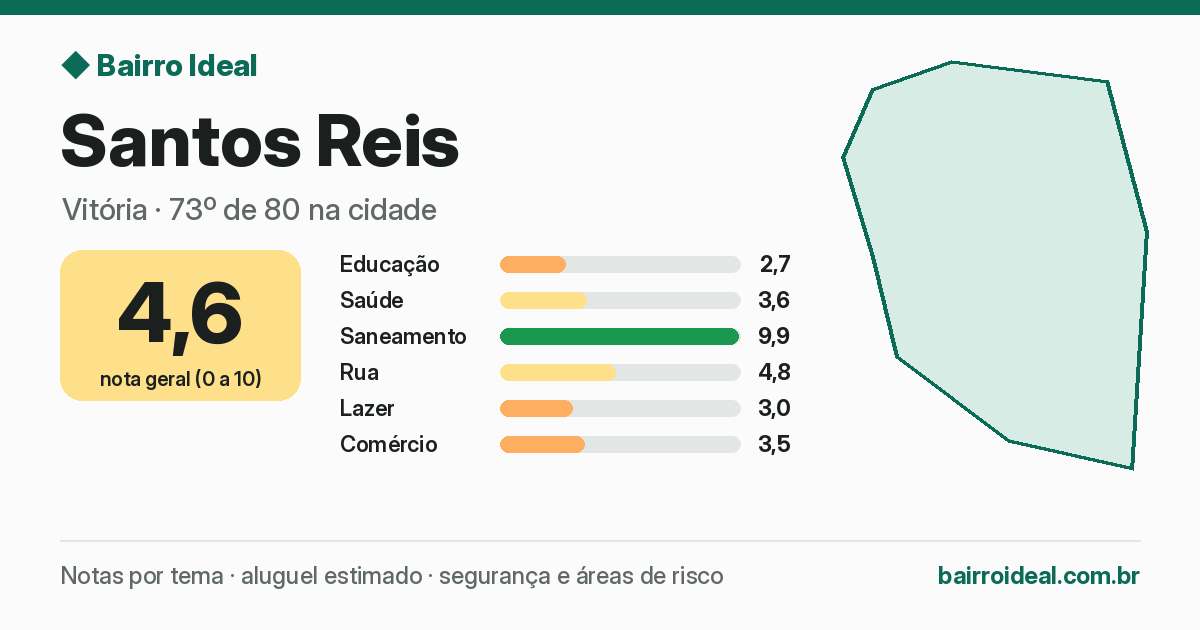 Bairro Ideal
Santos Reis
Vitória · 73º de 80 na cidade
4,6
nota geral (0 a 10)
Educação 2,7
Saúde 3,6
Saneamento 9,9
Rua 4,8
Lazer 3,0
Comércio 3,5
Notas por tema · aluguel estimado · segurança e áreas de risco
bairroideal.com.br